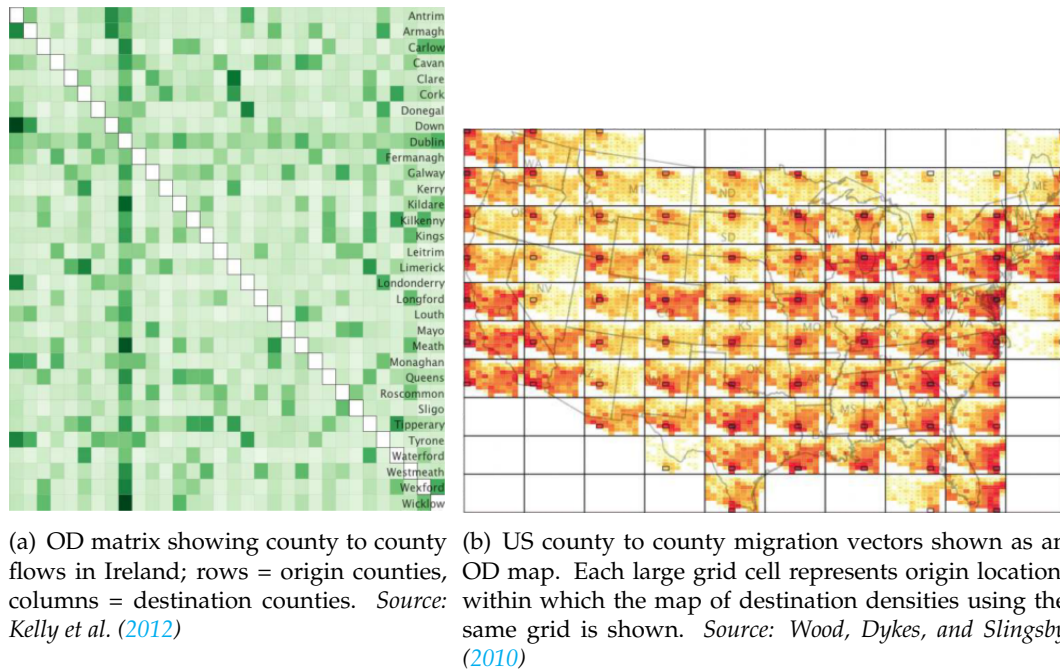 Antrim
Armagh
Carlow
Cavan
Clare
Cork
Donegal
Down
Dublin
Fermanagh
Galway
Kerry
Kildare
Kilkenny
Kings
Leitrim
Limerick
Londonderry
Longford
Louth
Mayo
Meath
Monaghan
Queens
Roscommon
Sligo
Tipperary
Tyrone
Waterford
Westmeath
Wexford
Wicklow
WA
MT
ND
ME
SD
WY
WI
NV
KS
MO
MS
(a) OD matrix showing county to county
flows in Ireland; rows = origin counties,
columns = destination counties. Source:
Kelly et al. (2012)
(b) US county to county migration vectors shown as an
OD map. Each large grid cell represents origin location
within which the map of destination densities using the
same grid is shown. Source: Wood, Dykes, and Slingsby
(2010)